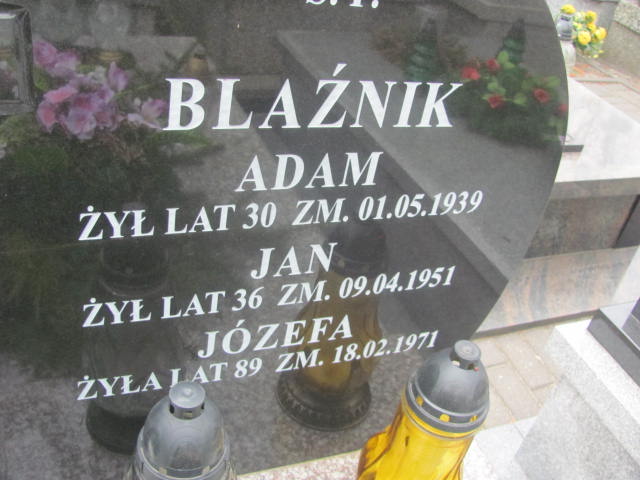 Ś.P.
BLAŹNIK
ADAM
ŻYŁ LAT 30 ZM. 01.05.1939
JAN
ŻYŁ LAT 36 ZM. 09.04.1951
JÓZEFA
ŻYŁA LAT 89 ZM. 18.02.1971